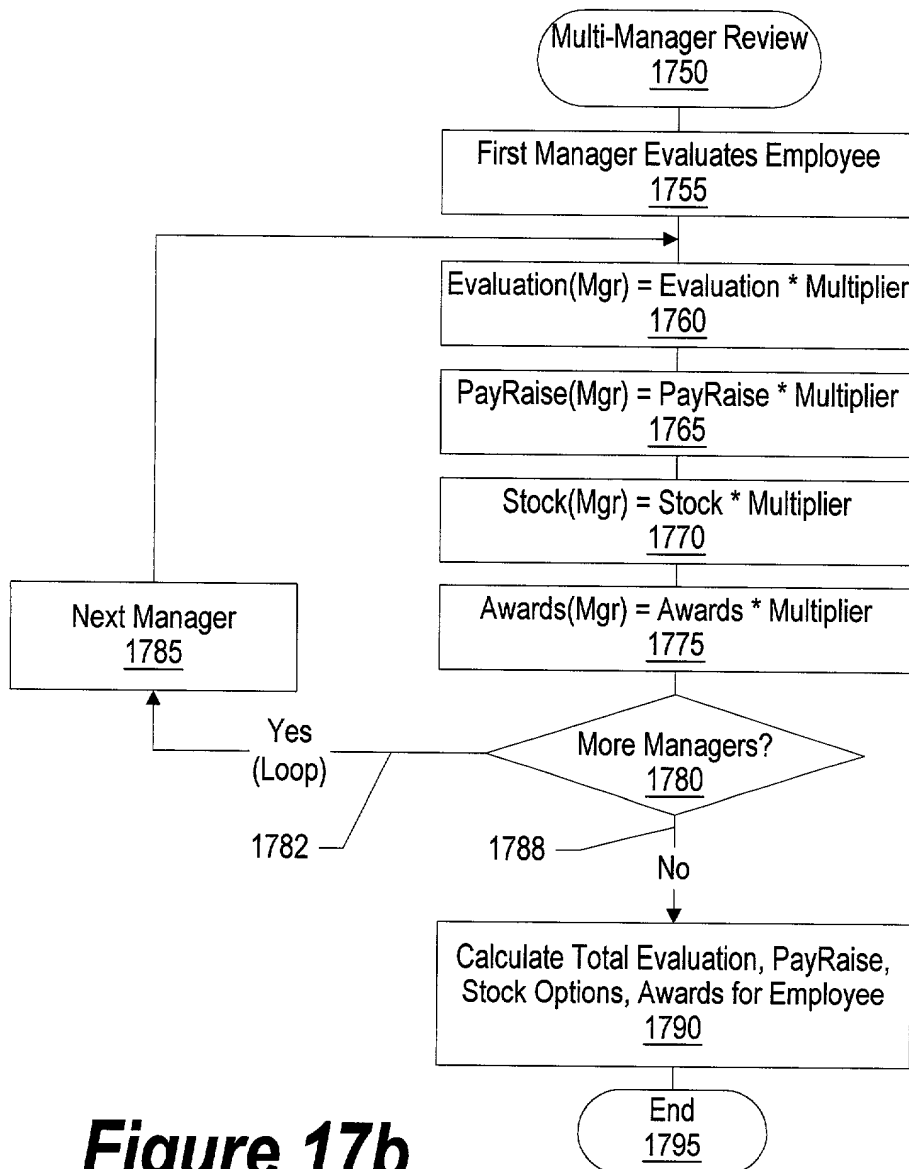 Multi-Manager Review
1750
First Manager Evaluates Employee
1755
Evaluation(Mgr) = Evaluation * Multiplier
1760
PayRaise(Mgr) = PayRaise * Multiplier
1765
Stock(Mgr) = Stock * Multiplier
1770
Awards(Mgr) = Awards * Multiplier
1775
Next Manager
1785
More Managers?
1780
Yes
(Loop)
1782
1788
No
Calculate Total Evaluation, PayRaise,
Stock Options, Awards for Employee
1790
End
1795
Figure 17b